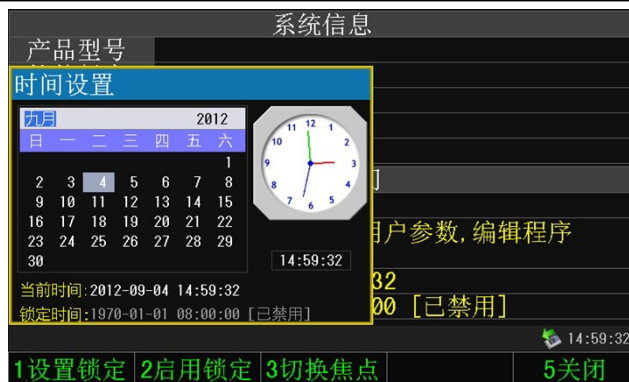 系统信息
产品型号
时间设置
九月 2012
日 一 二 三 四 五 六
1
2 3 4 5 6 7 8
9 10 11 12 13 14 15
16 17 18 19 20 21 22
23 24 25 26 27 28 29
30
12
1
2
3
4
5
6
7
8
9
10
11
14:59:32
当前时间:2012-09-04 14:59:32
锁定时间:1970-01-01 08:00:00 [已禁用]
户参数,编辑程序
32
00 [已禁用]
14:59:32
1设置锁定 2启用锁定 3切换焦点 5关闭